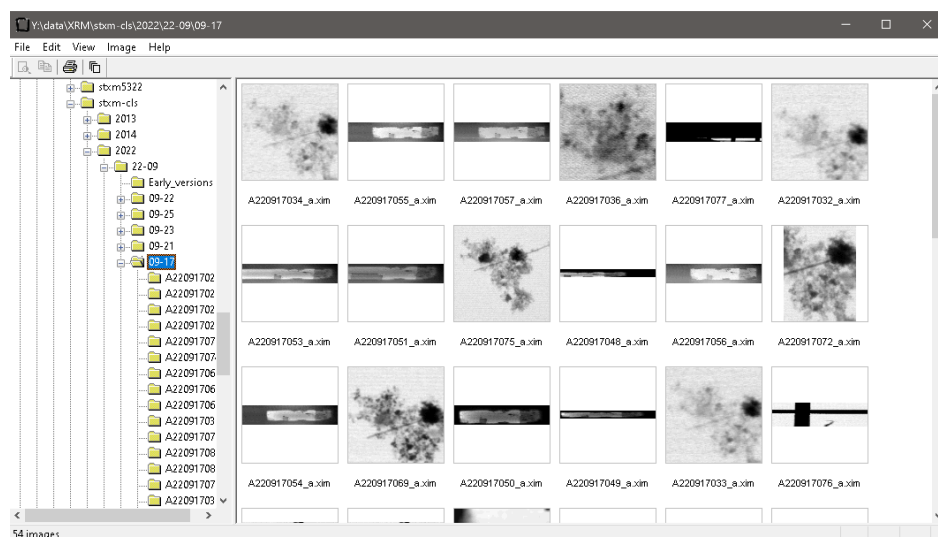 Y:\data\XRM\stxm-cls\2022\22-09\09-17
File Edit View Image Help
stxm5322
stxm-cls
2013
2014
2022
22-09
Early_versions
09-22
09-25
09-23
09-21
09-17
A22091702
A22091702
A22091702
A22091702
A22091707
A22091707
A22091706
A22091706
A22091706
A22091703
A22091707
A22091708
A22091708
A22091707
A22091703
A220917034_a.xim A220917055_a.xim A220917057_a.xim A220917036_a.xim A220917077_a.xim A220917032_a.xim
A220917053_a.xim A220917051_a.xim A220917075_a.xim A220917048_a.xim A220917056_a.xim A220917072_a.xim
A220917054_a.xim A220917069_a.xim A220917050_a.xim A220917049_a.xim A220917033_a.xim A220917076_a.xim
54 images